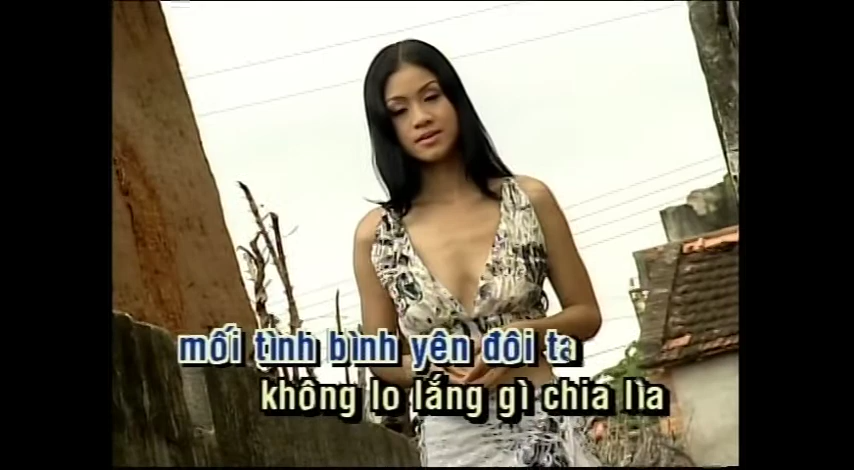 mối tình bình yên đôi ta
không lo lắng gì chia lìa